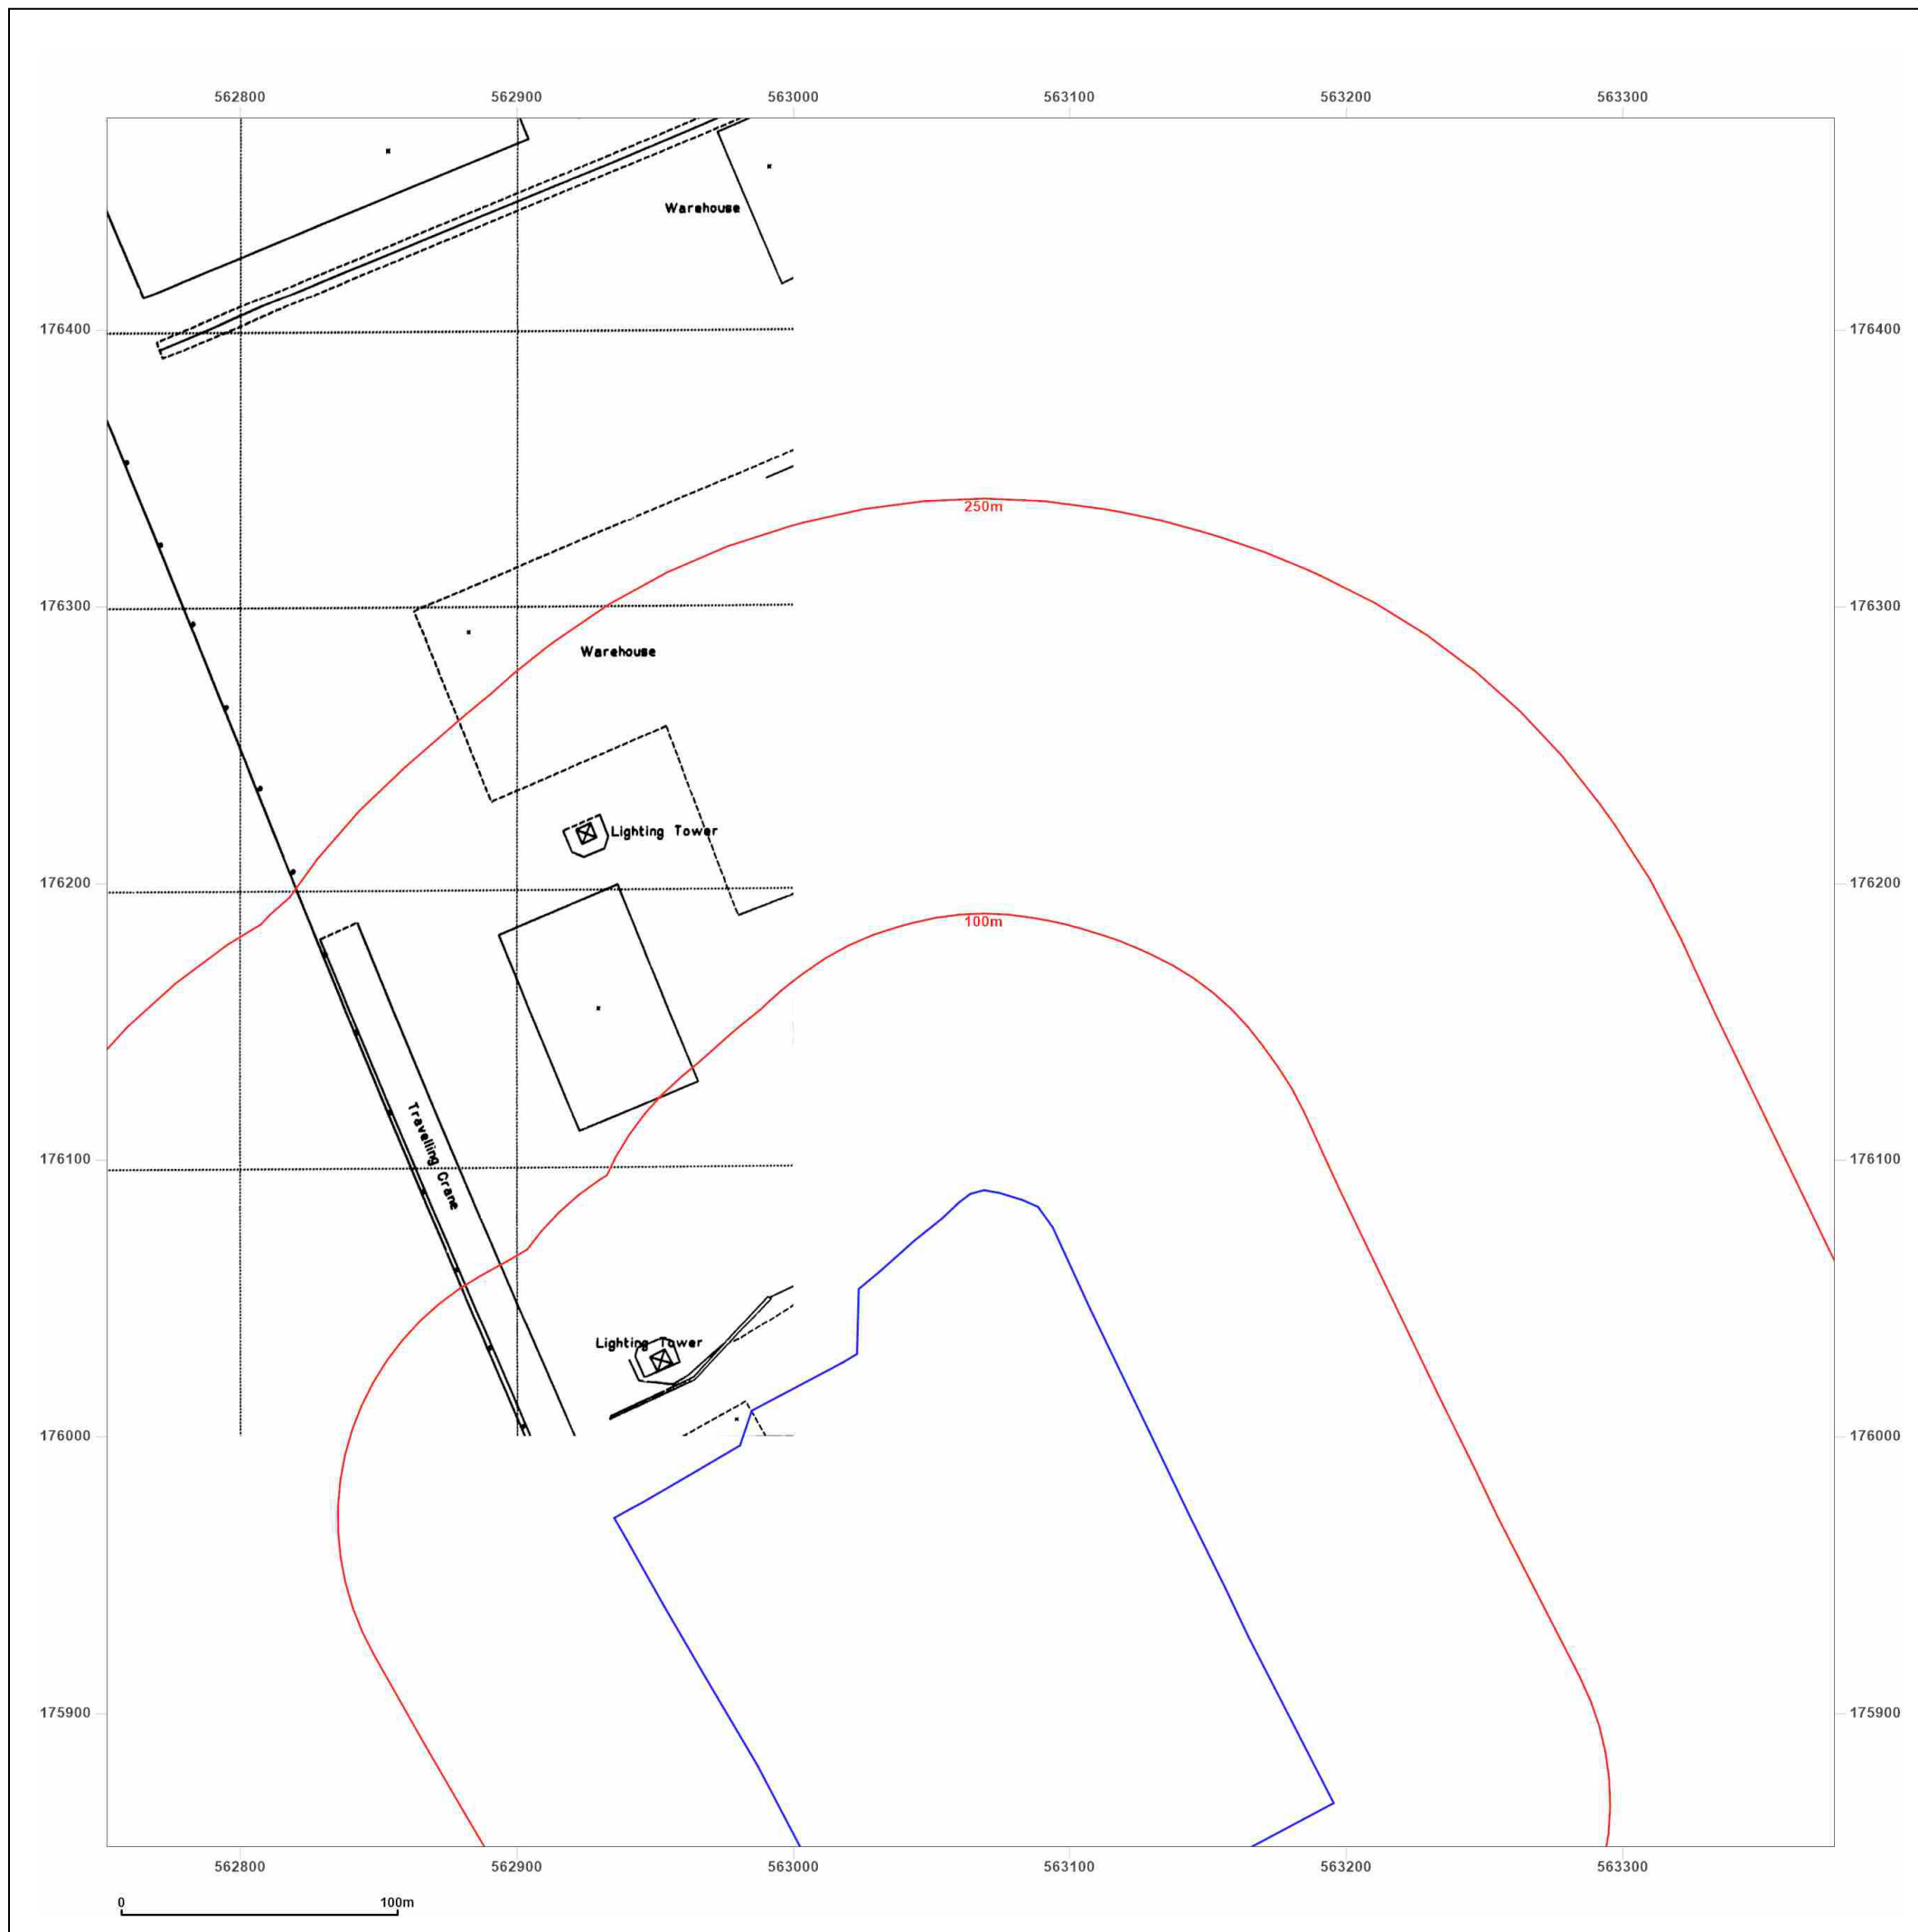 562800 562900 563000 563100 563200 563300
Warehouse
176400 176400
250m
176300 176300
Warehouse
Lighting Tower
176200 176200
100m
Travelling Crane
176100 176100
Lighting Tower
176000 176000
175900 175900
562800 562900 563000 563100 563200 563300
0 100m